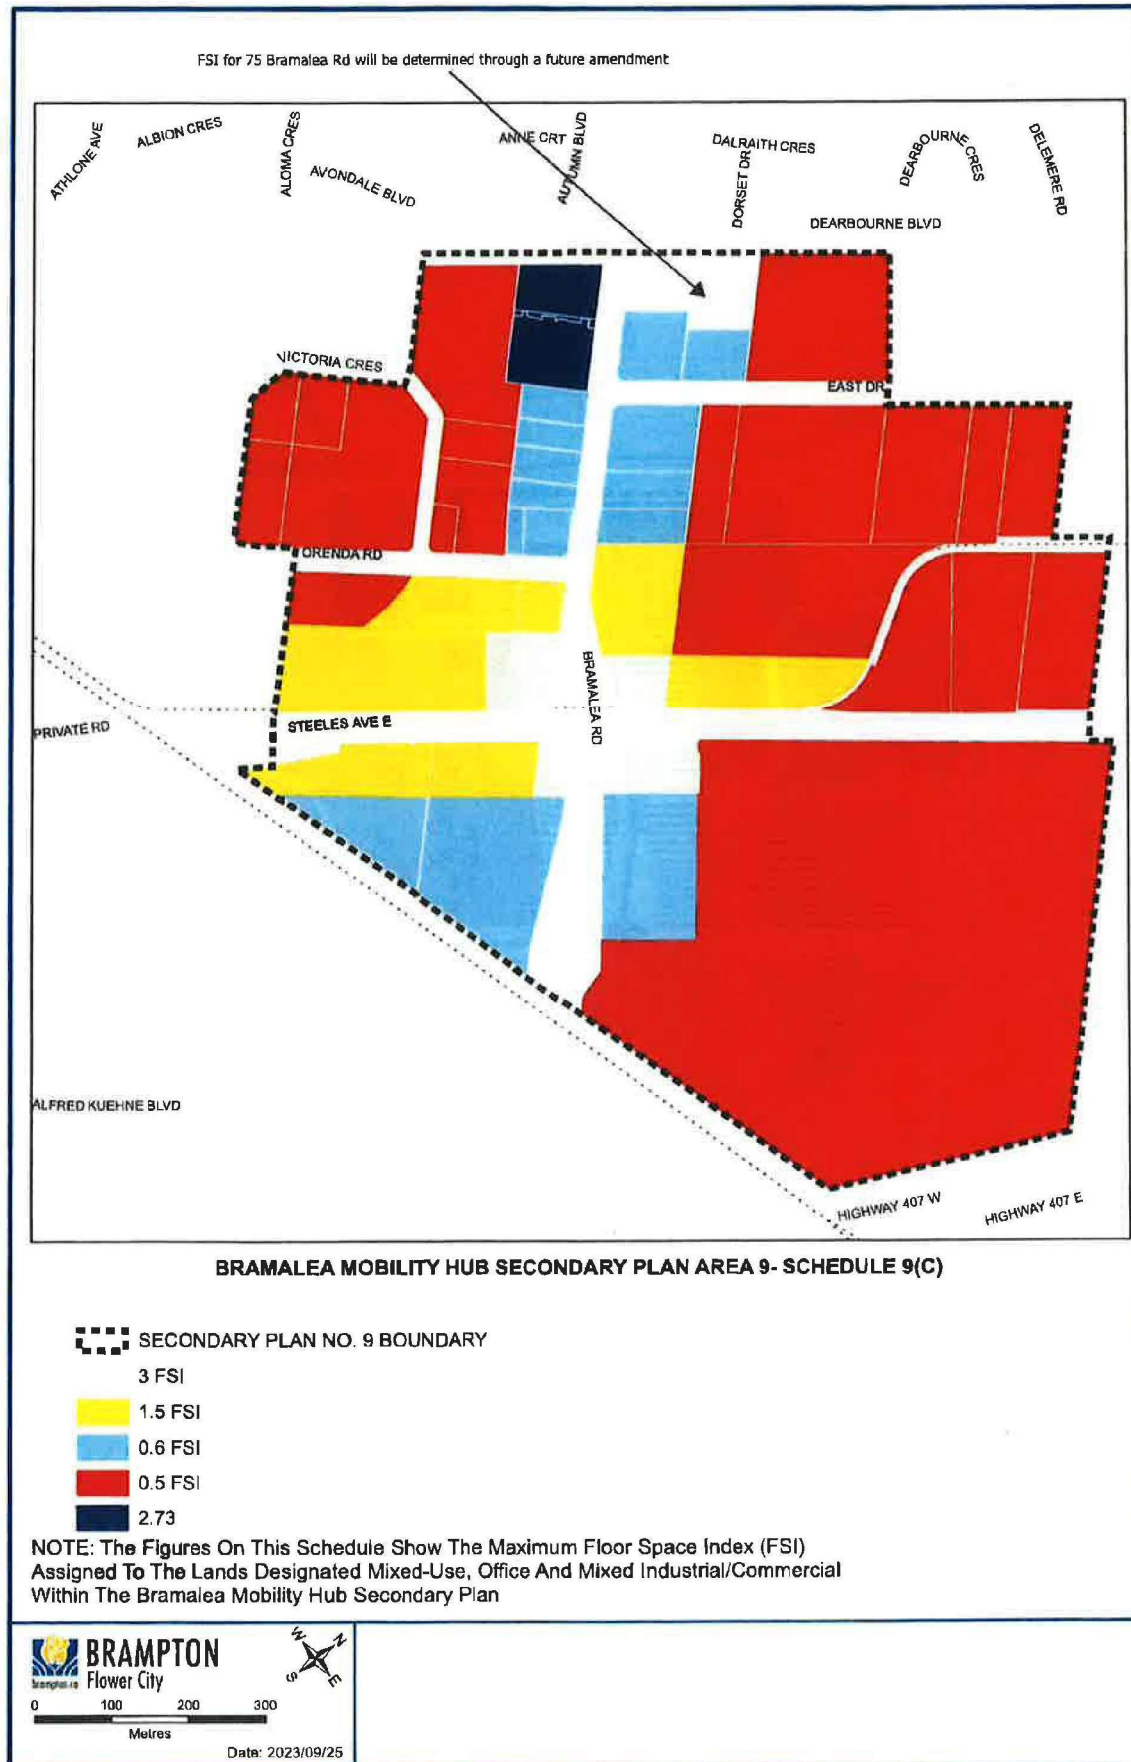 FSI for 75 Bramalea Rd will be determined through a future amendment
ATHLONE AVE
ALBION CRES
ALOMA CRES
AVONDALE BLVD
ANNE CRT
AUTUMN BLVD
DALRAITH CRES
DORSET DR
DEARBOURNE CRES
DELEMERE RD
DEARBOURNE BLVD
VICTORIA CRES
EAST DR
ORENDA RD
BRAMALEA RD
STEELES AVE E
PRIVATE RD
ALFRED KUEHNE BLVD
HIGHWAY 407 W
HIGHWAY 407 E
BRAMALEA MOBILITY HUB SECONDARY PLAN AREA 9- SCHEDULE 9(C)
SECONDARY PLAN NO. 9 BOUNDARY
3 FSI
1.5 FSI
0.6 FSI
0.5 FSI
2.73
NOTE: The Figures On This Schedule Show The Maximum Floor Space Index (FSI)
Assigned To The Lands Designated Mixed-Use, Office And Mixed Industrial/Commercial
Within The Bramalea Mobility Hub Secondary Plan
BRAMPTON
Flower City
brampton.ca
W N
S E
0 100 200 300
Metres
Date: 2023/09/25